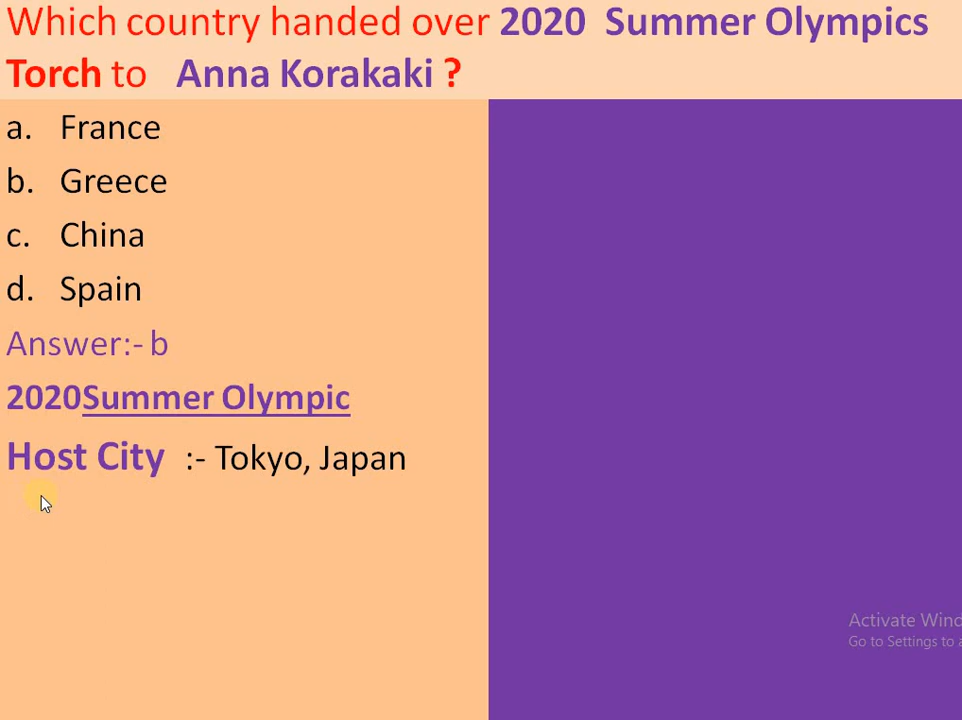 Which country handed over 2020 Summer Olympics
Torch to Anna Korakaki ?
a. France
b. Greece
c. China
d. Spain
Answer:- b
2020Summer Olympic
Host City :- Tokyo, Japan
Activate Wind
Go to Settings to a